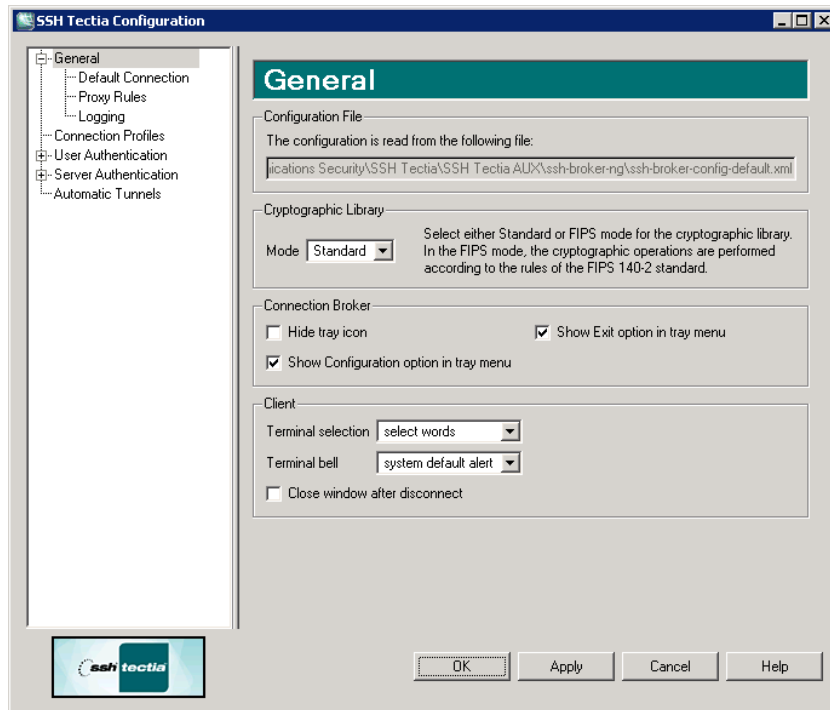 SSH Tectia Configuration
General
Default Connection
Proxy Rules
Logging
Connection Profiles
User Authentication
Server Authentication
Automatic Tunnels
General
Configuration File
The configuration is read from the following file:
ications Security\SSH Tectia\SSH Tectia AUX\ssh-broker-ng\ssh-broker-config-default.xml
Cryptographic Library
Mode Standard
Select either Standard or FIPS mode for the cryptographic library.
In the FIPS mode, the cryptographic operations are performed
according to the rules of the FIPS 140-2 standard.
Connection Broker
Hide tray icon Show Exit option in tray menu
Show Configuration option in tray menu
Client
Terminal selection select words
Terminal bell system default alert
Close window after disconnect
ssh tectia
OK Apply Cancel Help